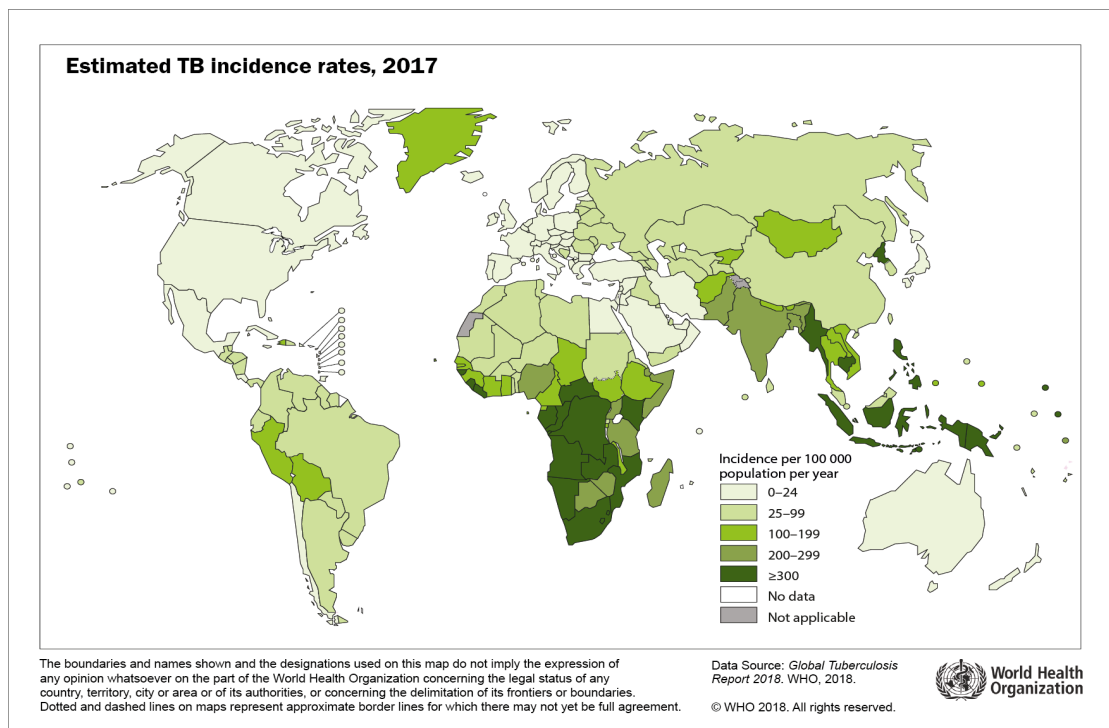 Estimated TB incidence rates, 2017
Incidence per 100 000
population per year
0–24
25–99
100–199
200–299
≥300
No data
Not applicable
The boundaries and names shown and the designations used on this map do not imply the expression of
any opinion whatsoever on the part of the World Health Organization concerning the legal status of any
country, territory, city or area or of its authorities, or concerning the delimitation of its frontiers or boundaries.
Dotted and dashed lines on maps represent approximate border lines for which there may not yet be full agreement.
Data Source: Global Tuberculosis
Report 2018. WHO, 2018.
© WHO 2018. All rights reserved.
World Health
Organization